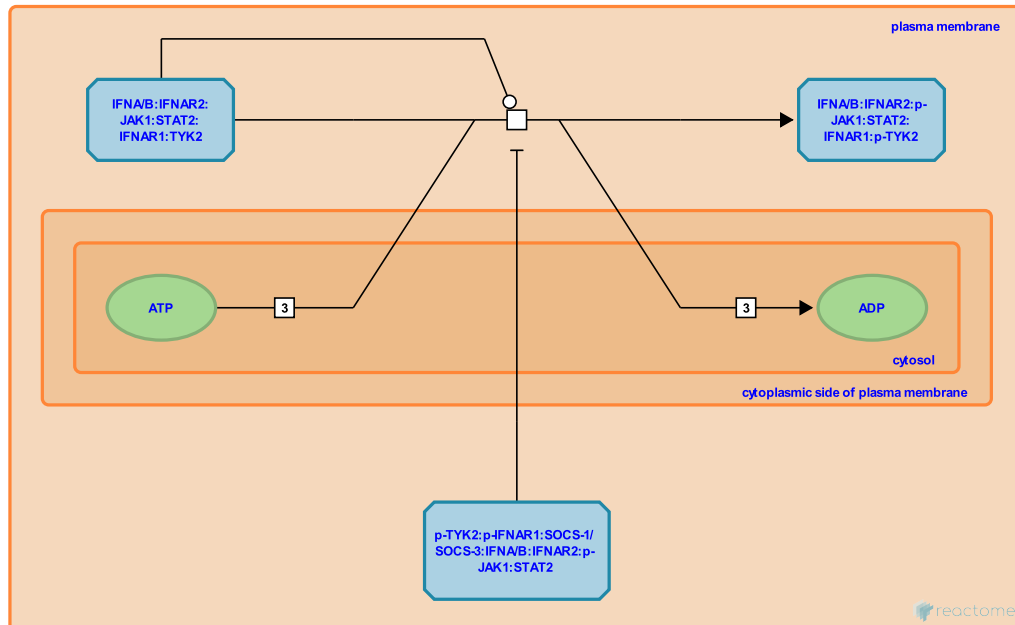 plasma membrane
IFNA/B:IFNAR2:
JAK1:STAT2:
IFNAR1:TYK2
IFNA/B:IFNAR2:p-
JAK1:STAT2:
IFNAR1:p-TYK2
ATP
3
3
ADP
cytosol
cytoplasmic side of plasma membrane
p-TYK2:p-IFNAR1:SOCS-1/
SOCS-3:IFNA/B:IFNAR2:p-
JAK1:STAT2
reactome